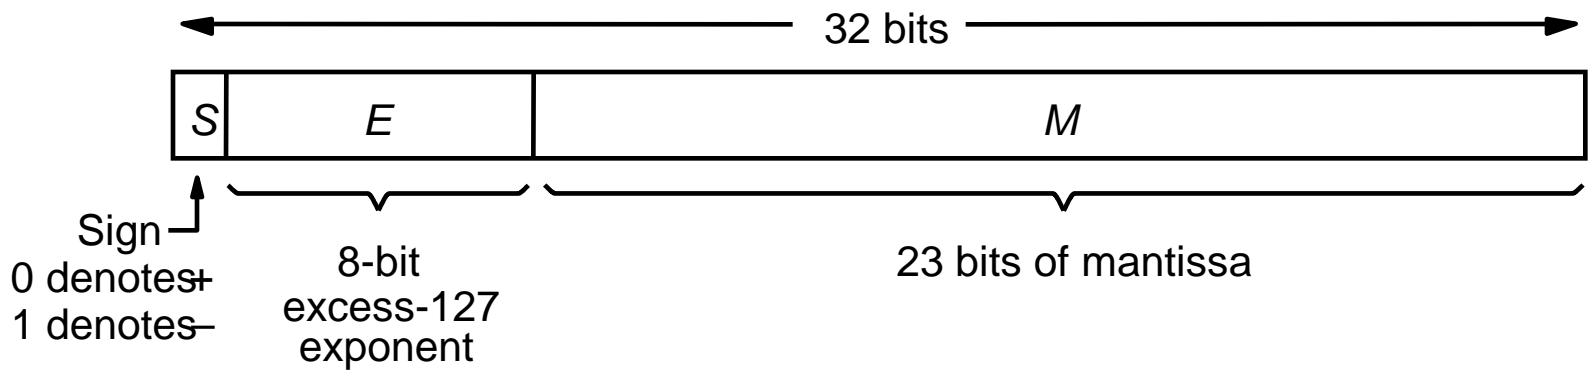 32 bits
S E M
Sign
0 denotes+
1 denotes–
8-bit
excess-127
exponent
23 bits of mantissa